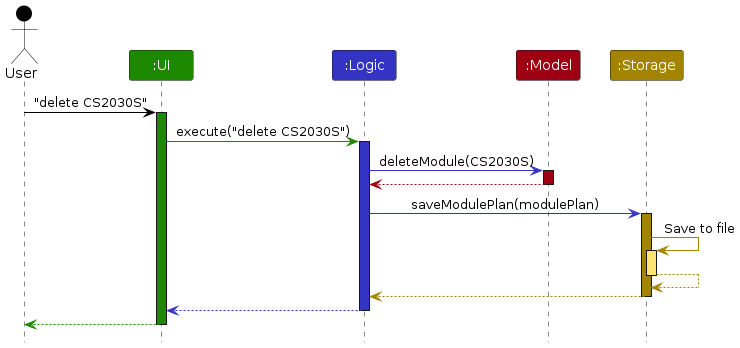 User
:UI
:Logic
:Model
:Storage
"delete CS2030S"
execute("delete CS2030S")
deleteModule(CS2030S)
saveModulePlan(modulePlan)
Save to file